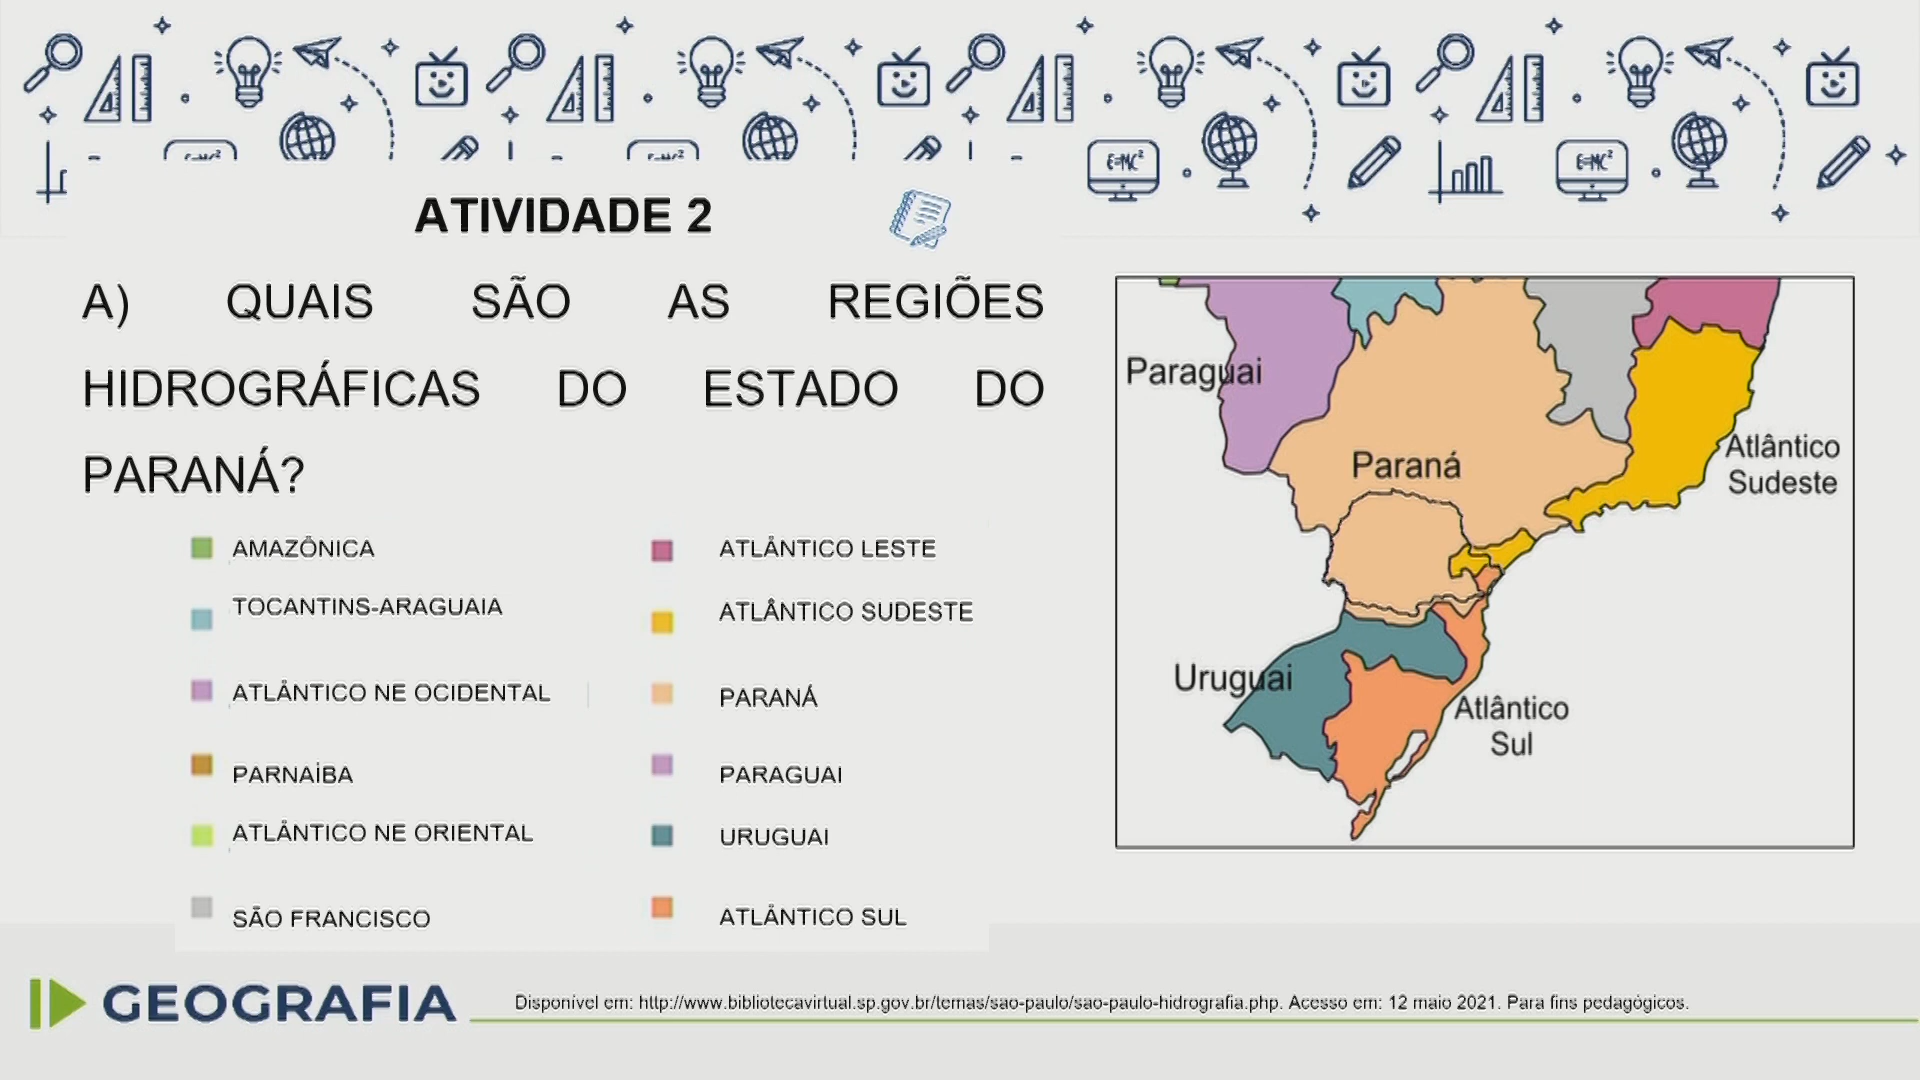 E=MC²
E=MC²
ATIVIDADE 2
A) QUAIS SÃO AS REGIÕES
HIDROGRÁFICAS DO ESTADO DO
PARANÁ?
AMAZÔNICA
TOCANTINS-ARAGUAIA
ATLÂNTICO NE OCIDENTAL
PARNAÍBA
ATLÂNTICO NE ORIENTAL
SÃO FRANCISCO
ATLÂNTICO LESTE
ATLÂNTICO SUDESTE
PARANÁ
PARAGUAI
URUGUAI
ATLÂNTICO SUL
Paraguai
Paraná
Atlântico
Sudeste
Uruguai
Atlântico
Sul
GEOGRAFIA
Disponível em: http://www.bibliotecavirtual.sp.gov.br/temas/sao-paulo/sao-paulo-hidrografia.php. Acesso em: 12 maio 2021. Para fins pedagógicos.